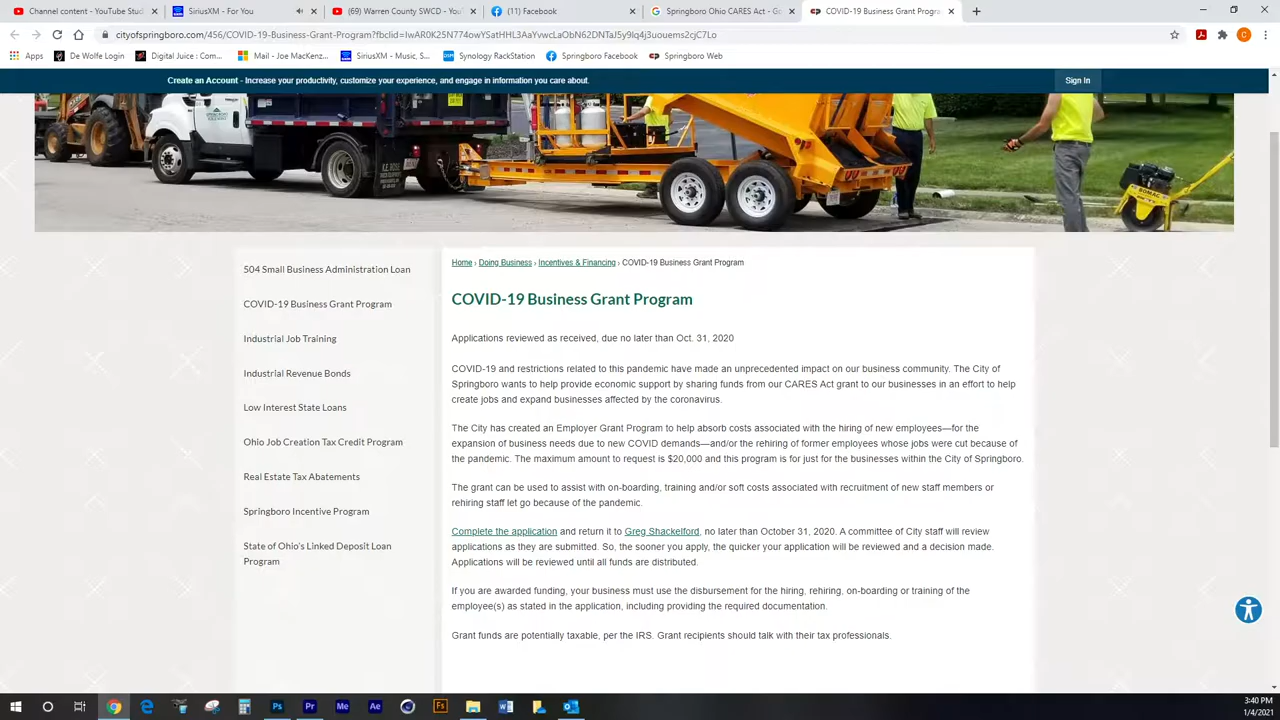 Channel content - YouTube Stud
SiriusXM - For You
(69) Warren County SWCD - YouT
(11) Facebook
Springboro Ohio CARES Act - Go
COVID-19 Business Grant Progra
cityofspringboro.com/456/COVID-19-Business-Grant-Program?fbclid=IwAR0K25N774owYSatHHL3AaYvwcLaObN62DNTaJ5y9Iq4j3uouems2cjC7Lo
Apps
De Wolfe Login
Digital Juice : Com...
Mail - Joe MacKenz...
SiriusXM - Music, S...
Synology RackStation
Springboro Facebook
Springboro Web
Create an Account - Increase your productivity, customize your experience, and engage in information you care about.
Sign In
504 Small Business Administration Loan
COVID-19 Business Grant Program
Industrial Job Training
Industrial Revenue Bonds
Low Interest State Loans
Ohio Job Creation Tax Credit Program
Real Estate Tax Abatements
Springboro Incentive Program
State of Ohio's Linked Deposit Loan
Program
Home › Doing Business › Incentives & Financing › COVID-19 Business Grant Program
COVID-19 Business Grant Program
Applications reviewed as received, due no later than Oct. 31, 2020
COVID-19 and restrictions related to this pandemic have made an unprecedented impact on our business community. The City of
Springboro wants to help provide economic support by sharing funds from our CARES Act grant to our businesses in an effort to help
create jobs and expand businesses affected by the coronavirus.
The City has created an Employer Grant Program to help absorb costs associated with the hiring of new employees—for the
expansion of business needs due to new COVID demands—and/or the rehiring of former employees whose jobs were cut because of
the pandemic. The maximum amount to request is $20,000 and this program is for just for the businesses within the City of Springboro.
The grant can be used to assist with on-boarding, training and/or soft costs associated with recruitment of new staff members or
rehiring staff let go because of the pandemic.
Complete the application and return it to Greg Shackelford, no later than October 31, 2020. A committee of City staff will review
applications as they are submitted. So, the sooner you apply, the quicker your application will be reviewed and a decision made.
Applications will be reviewed until all funds are distributed.
If you are awarded funding, your business must use the disbursement for the hiring, rehiring, on-boarding or training of the
employee(s) as stated in the application, including providing the required documentation.
Grant funds are potentially taxable, per the IRS. Grant recipients should talk with their tax professionals.
3:40 PM
1/4/2021